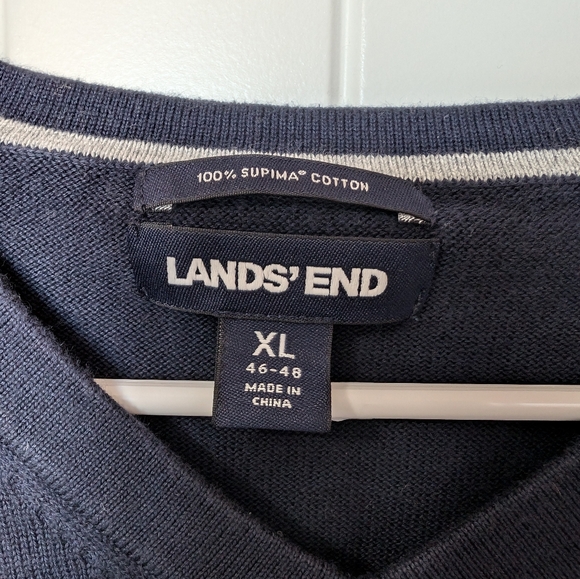 100% SUPIMA® COTTON
LANDS' END
XL
46-48
MADE IN
CHINA